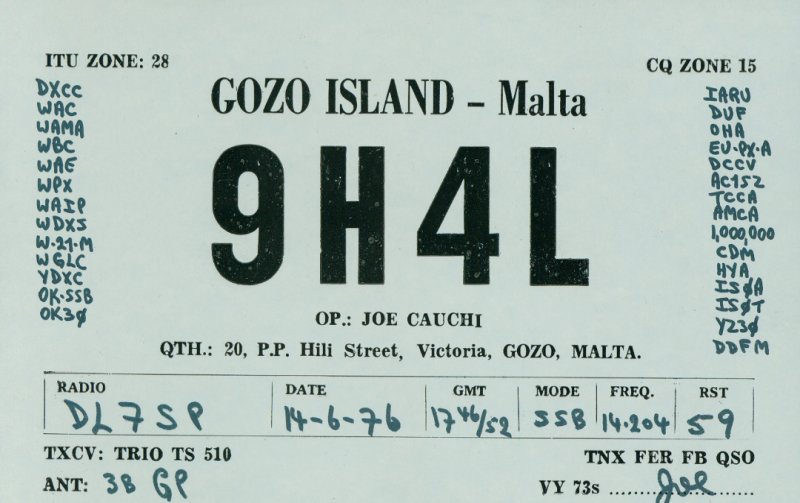 ITU ZONE: 28
CQ ZONE 15
GOZO ISLAND - Malta
9H4L
DXCC
WAC
WAMA
WBC
WAE
WPX
WAIP
WDXS
W-21-M
WGLC
YDXC
OK-SSB
OK3Ø
IARU
DUF
OHA
EU-PX-A
DCCV
AC15Z
TCCA
AMCA
1,000,000
CDM
HYA
ISØA
ISØT
Y23Ø
DDFM
OP.: JOE CAUCHI
QTH.: 20, P.P. Hili Street, Victoria, GOZO, MALTA.
RADIO DATE GMT MODE FREQ. RST
DL7SP 14-6-76 17 46/52 SSB 14.204 59
TXCV: TRIO TS 510
TNX FER FB QSO
ANT: 3B GP
VY 73s Joe